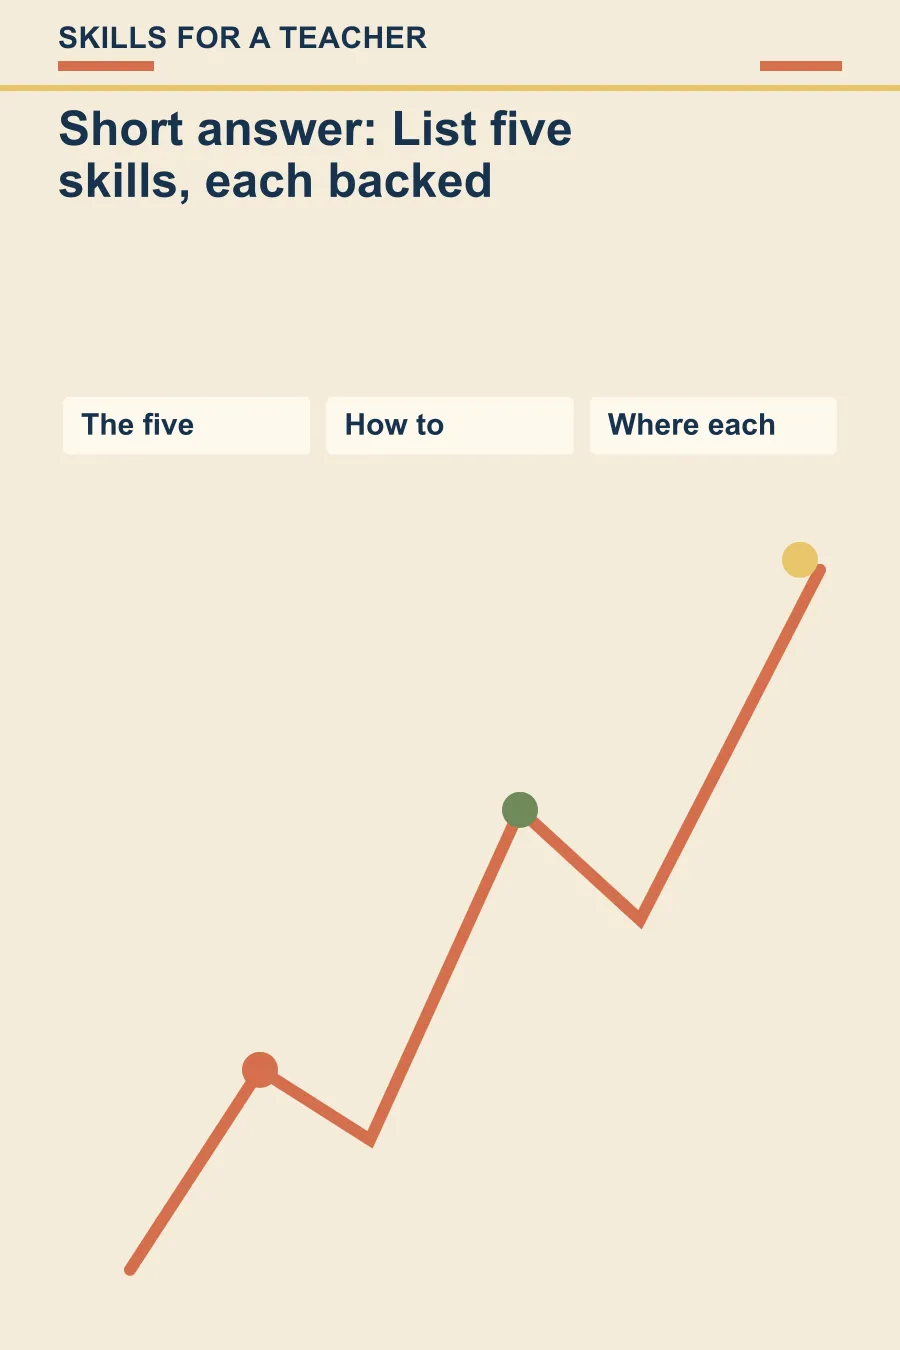 SKILLS FOR A TEACHER
Short answer: List five
skills, each backed
The five
How to
Where each